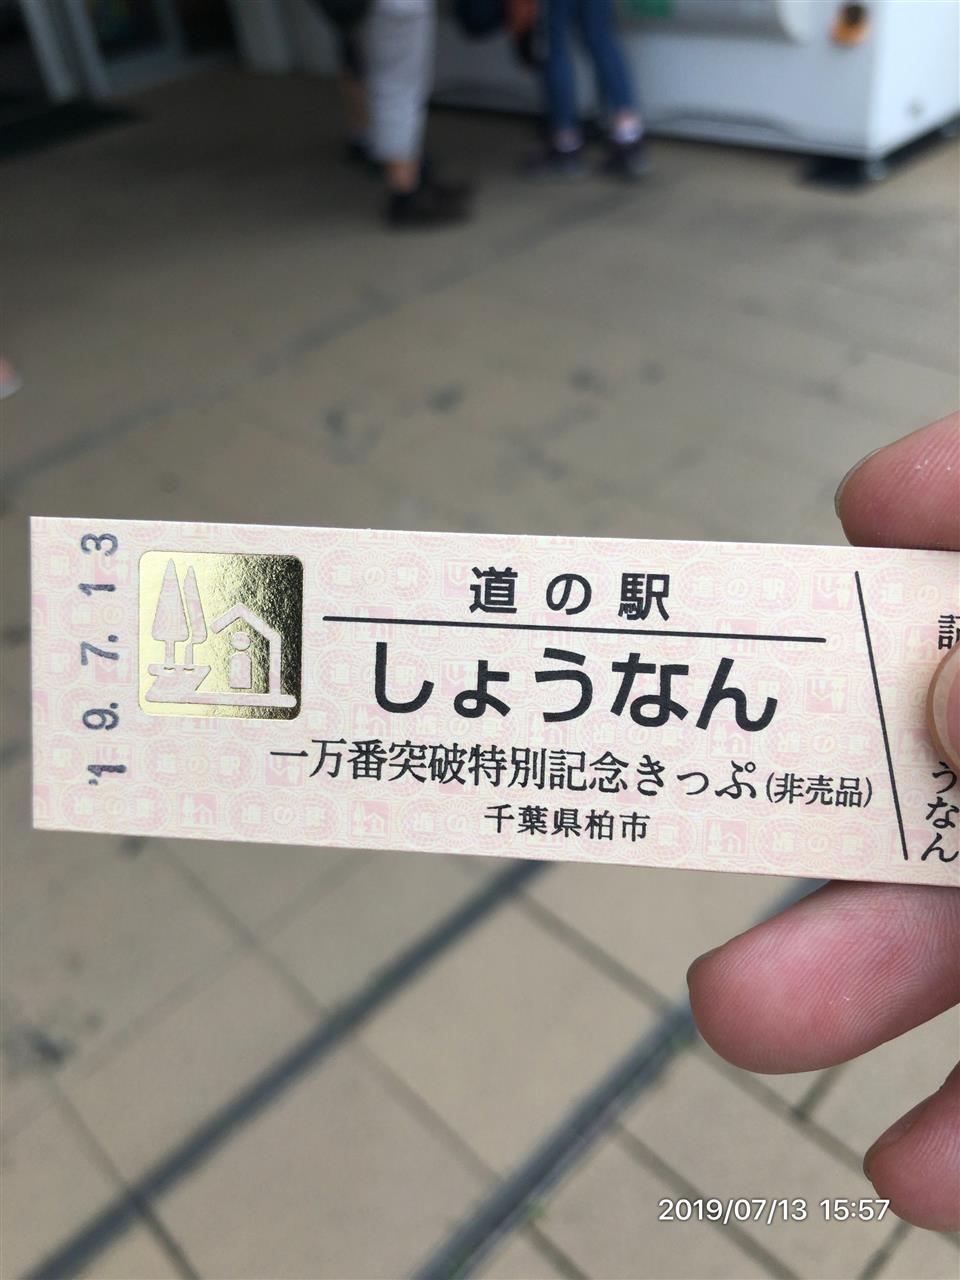 '19. 7. 13
道の駅
しょうなん
一万番突破特別記念きっぷ(非売品)
千葉県柏市
記
うなん
2019/07/13 15:57